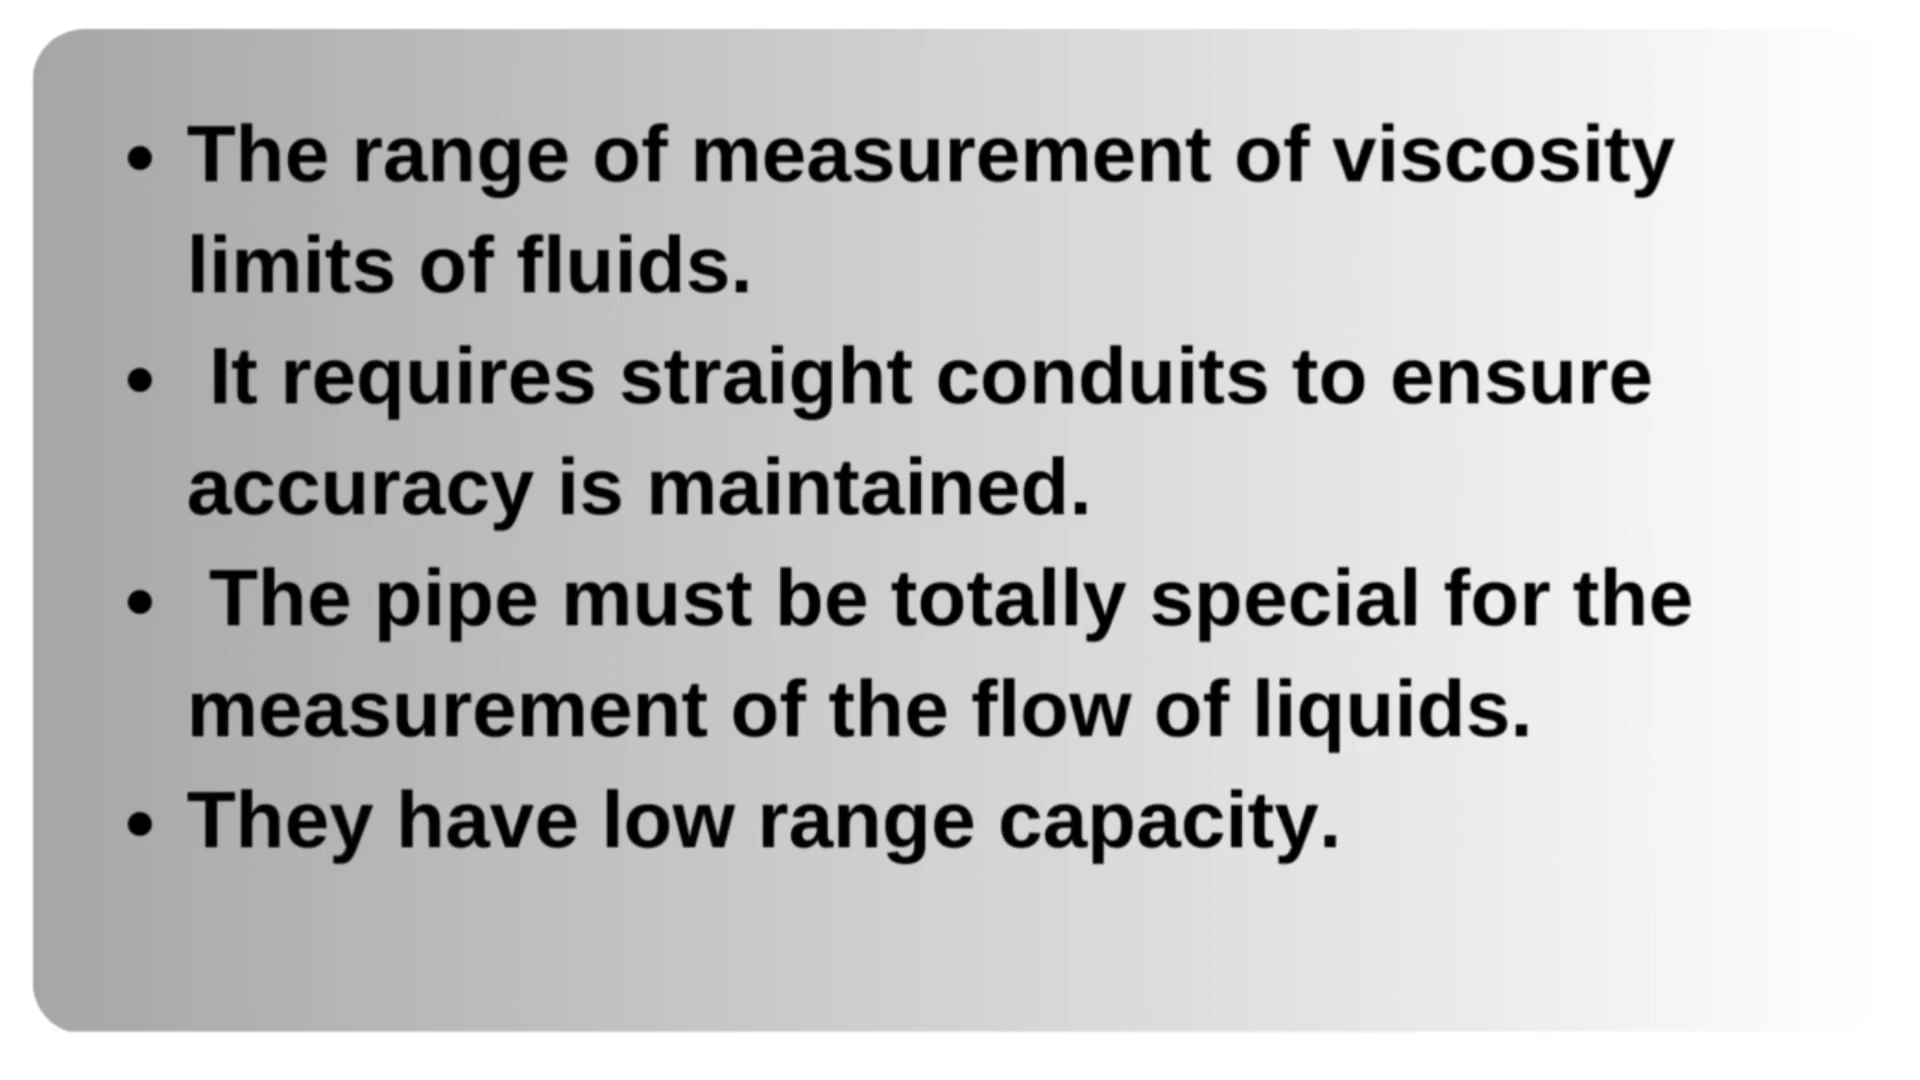 • The range of measurement of viscosity
limits of fluids.
• It requires straight conduits to ensure
accuracy is maintained.
• The pipe must be totally special for the
measurement of the flow of liquids.
• They have low range capacity.